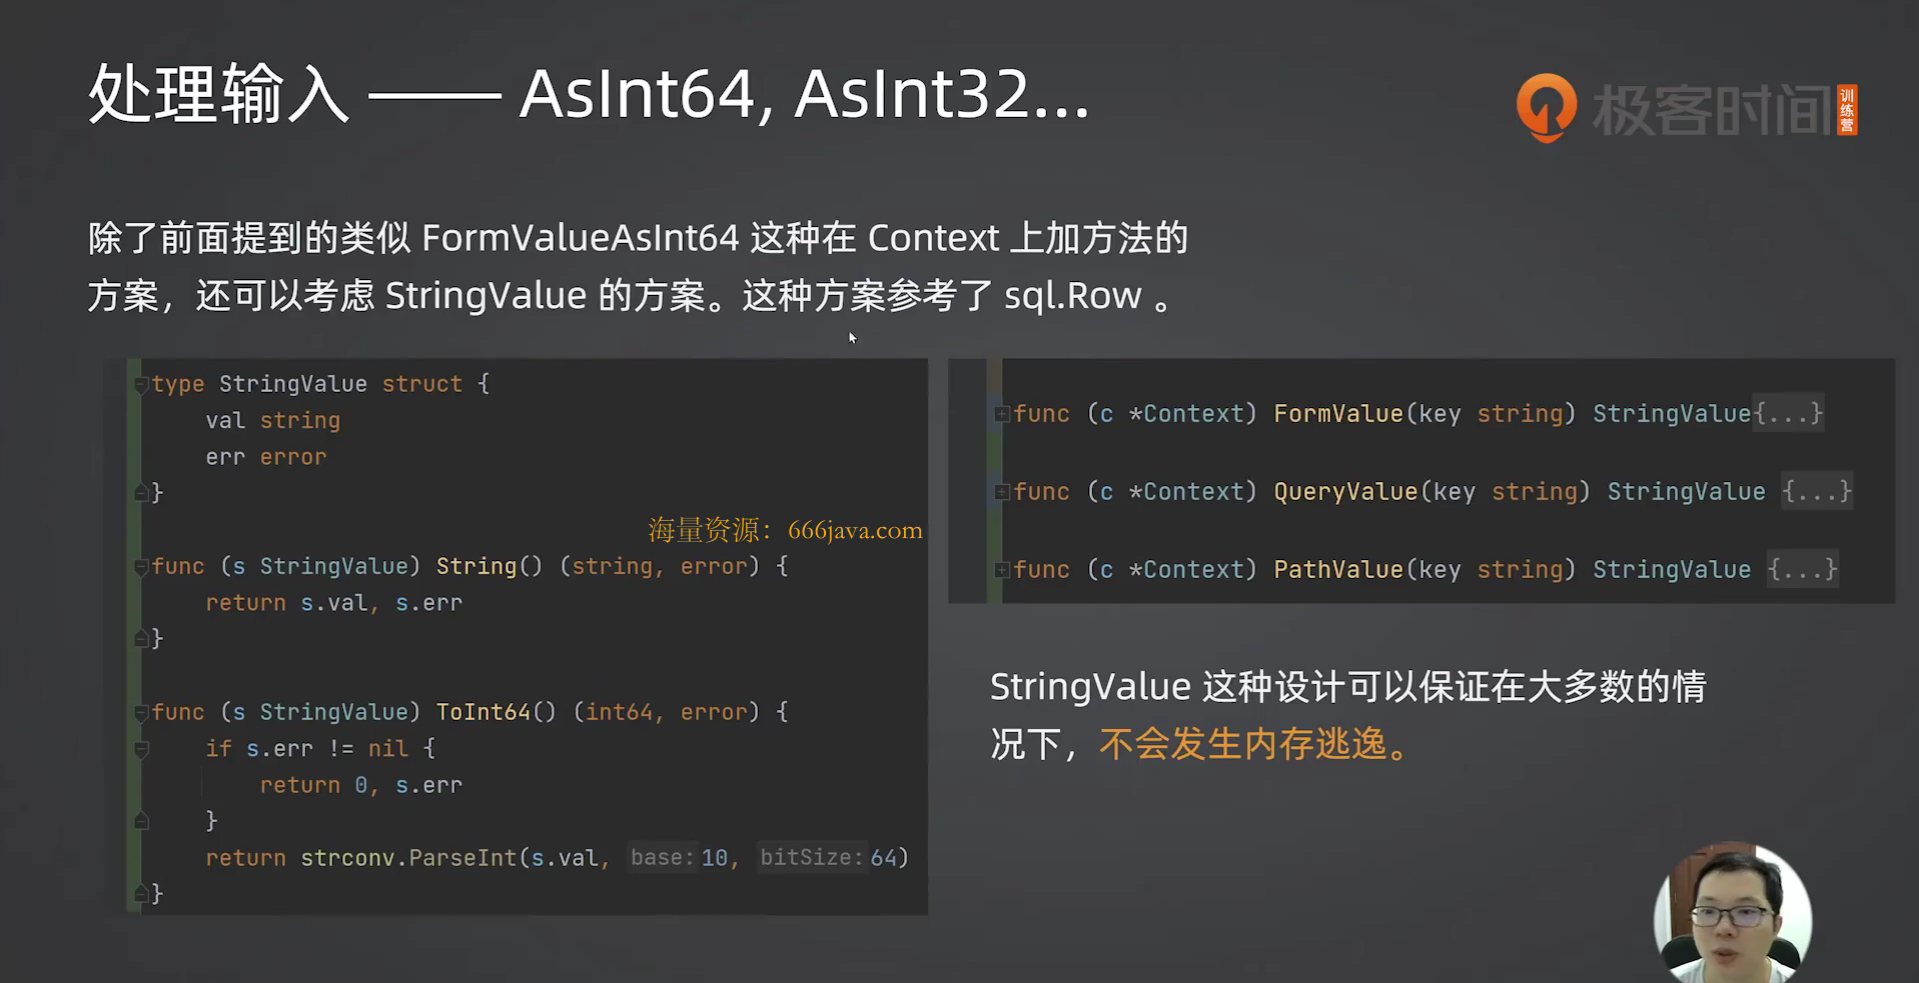 处理输入 —— AsInt64, AsInt32...
极客时间
训练营
除了前面提到的类似 FormValueAsInt64 这种在 Context 上加方法的
方案，还可以考虑 StringValue 的方案。这种方案参考了 sql.Row 。
type StringValue struct {
val string
err error
}
func (s StringValue) String() (string, error) {
return s.val, s.err
}
func (s StringValue) ToInt64() (int64, error) {
if s.err != nil {
return 0, s.err
}
return strconv.ParseInt(s.val, base: 10, bitSize: 64)
}
海量资源：666java.com
func (c *Context) FormValue(key string) StringValue{...}
func (c *Context) QueryValue(key string) StringValue {...}
func (c *Context) PathValue(key string) StringValue {...}
StringValue 这种设计可以保证在大多数的情
况下，不会发生内存逃逸。